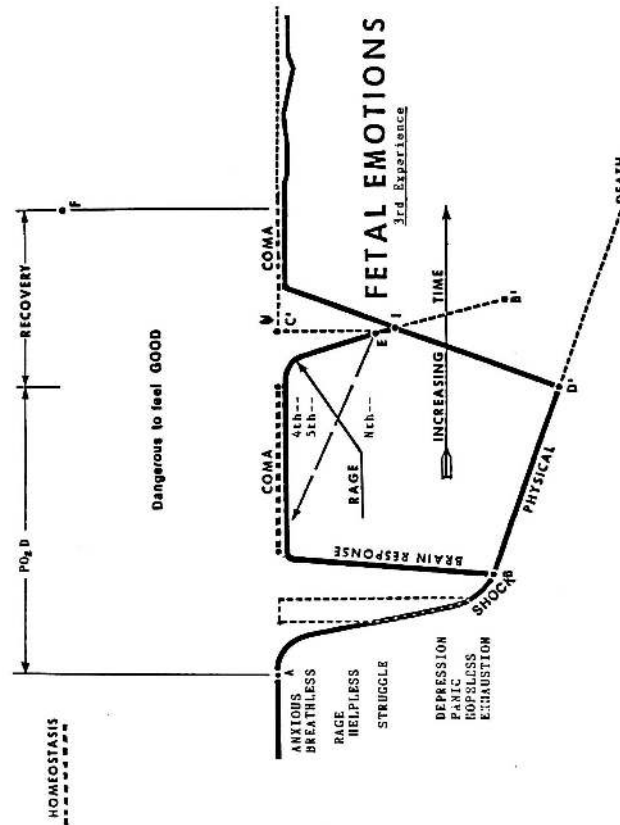 HOMEOSTASIS
PO₂D
RECOVERY
F
Dangerous to feel GOOD
COMA
C'
COMA
A
ANXIOUS
BREATHLESS
RAGE
HELPLESS
STRUGGLE
DEPRESSION
PANIC
HOPELESS
EXHAUSTION
SHOCK
B
BRAIN RESPONSE
RAGE
4th--
5th--
Nth--
E
I
B'
D'
INCREASING TIME
PHYSICAL
DEATH
FETAL EMOTIONS
3rd Experience